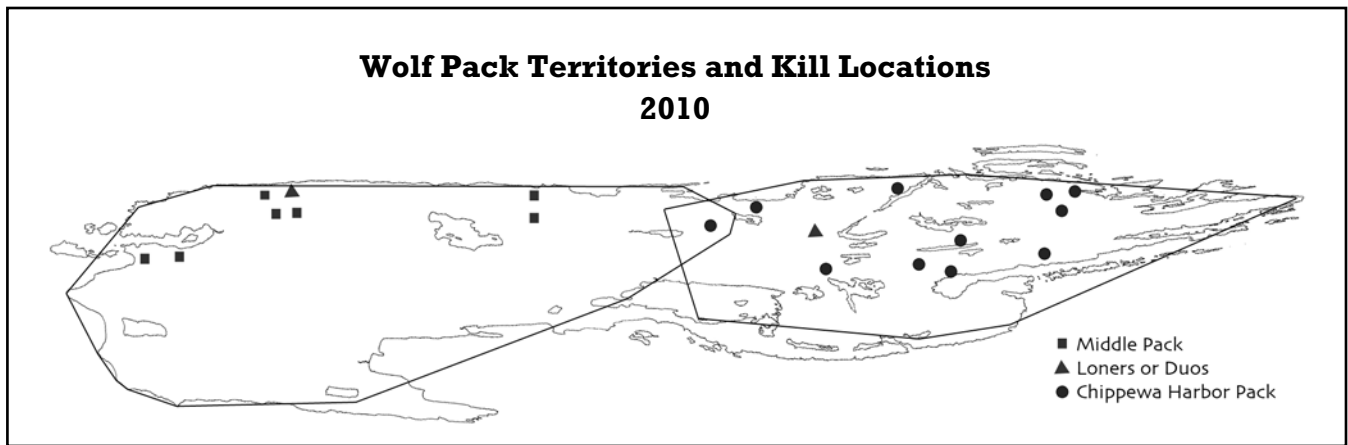 Wolf Pack Territories and Kill Locations
2010
Middle Pack
Loners or Duos
Chippewa Harbor Pack